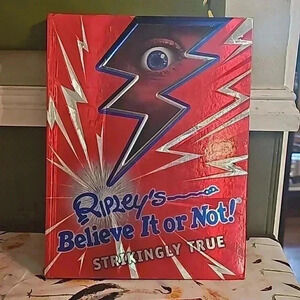 Ripley's
Believe It or Not!
STRIKINGLY TRUE